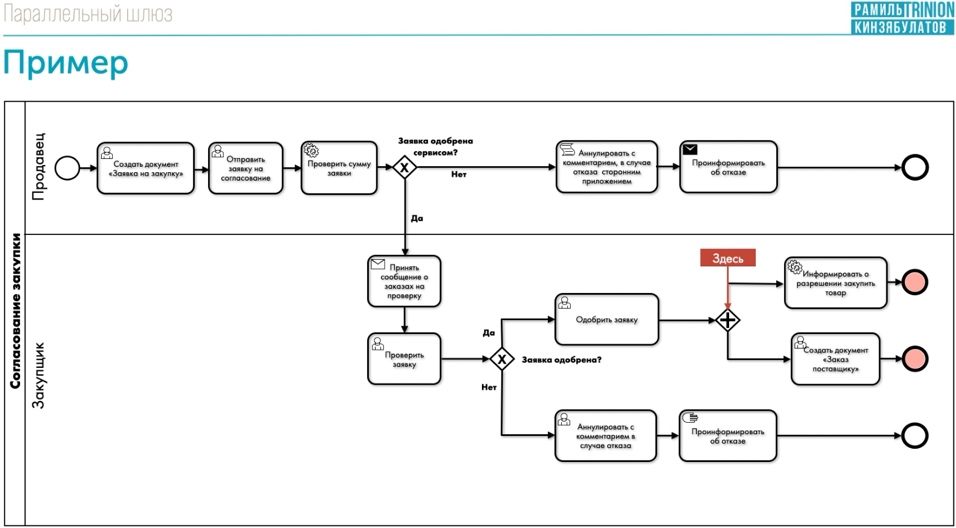 Параллельный шлюз
РАМИЛЬ TRINION
КИНЗЯБУЛАТОВ
Пример
Согласование закупки
Продавец
Создать документ
«Заявка на закупку»
Отправить
заявку на
согласование
Проверить сумму
заявки
Заявка одобрена
сервисом?
X
Нет
Аннулировать с
комментарием, в случае
отказа сторонним
приложением
Проинформировать
об отказе
Да
Закупщик
Принять
сообщение о
заказах на
проверку
Проверить
заявку
X
Да
Заявка одобрена?
Нет
Одобрить заявку
Здесь
Информировать о
разрешении закупить
товар
Создать документ
«Заказ
поставщику»
Аннулировать с
комментарием в
случае отказа
Проинформировать
об отказе